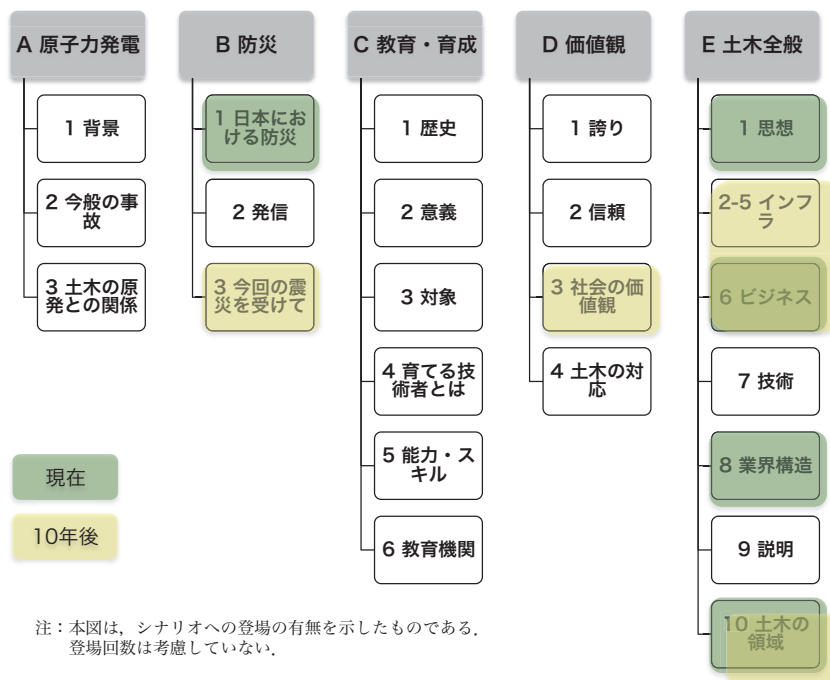 A 原子力発電
1 背景
2 今般の事
故
3 土木の原
発との関係
B 防災
1 日本にお
ける防災
2 発信
3 今回の震
災を受けて
C 教育・育成
1 歴史
2 意義
3 対象
4 育てる技
術者とは
5 能力・ス
キル
6 教育機関
D 価値観
1 誇り
2 信頼
3 社会の価
値観
4 土木の対
応
E 土木全般
1 思想
2-5 インフ
ラ
6 ビジネス
7 技術
8 業界構造
9 説明
10 土木の
領域
現在
10年後
注：本図は，シナリオへの登場の有無を示したものである．
登場回数は考慮していない．